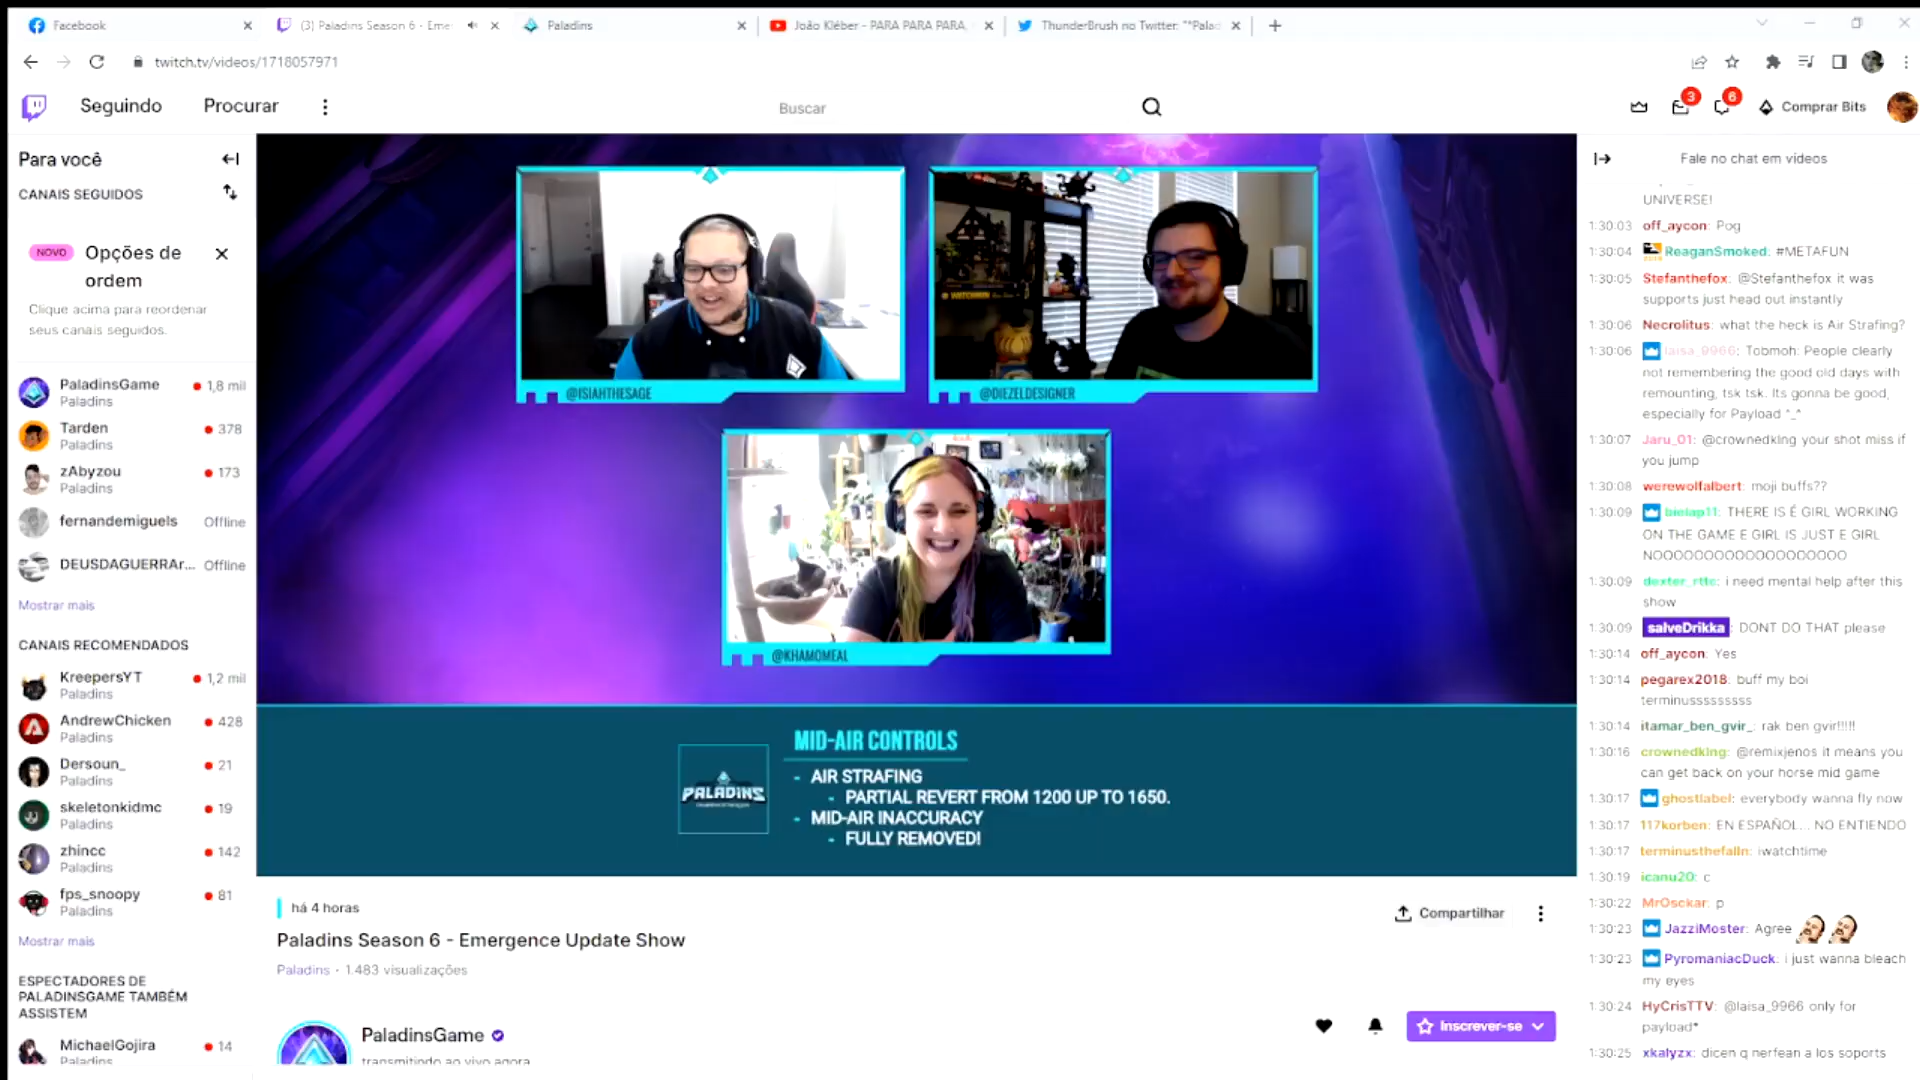 Facebook
(3) Paladins Season 6 - Eme
Paladins
João Kléber - PARA PARA PARA,
ThunderBrush no Twitter: "*Palad
twitch.tv/videos/1718057971
Seguindo
Procurar
Buscar
3
6
Comprar Bits
Para você
CANAIS SEGUIDOS
NOVO
Opções de
ordem
Clique acima para reordenar
seus canais seguidos.
PaladinsGame 1,8 mil
Paladins
Tarden 378
Paladins
zAbyzou 173
Paladins
fernandemiguels Offline
DEUSDAGUERRAr... Offline
Mostrar mais
CANAIS RECOMENDADOS
KreepersYT 1,2 mil
Paladins
AndrewChicken 428
Paladins
Dersoun_ 21
Paladins
skeletonkidmc 19
Paladins
zhincc 142
Paladins
fps_snoopy 81
Paladins
Mostrar mais
ESPECTADORES DE
PALADINSGAME TAMBÉM
ASSISTEM
MichaelGojira 14
Paladins
@ISIAHTHESAGE
@DIEZELDESIGNER
@KHAMOMEAL
PALADINS
MID-AIR CONTROLS
- AIR STRAFING
- PARTIAL REVERT FROM 1200 UP TO 1650.
- MID-AIR INACCURACY
- FULLY REMOVED!
há 4 horas
Compartilhar
Paladins Season 6 - Emergence Update Show
Paladins · 1.483 visualizações
PaladinsGame
transmitindo ao vivo agora
Inscrever-se
Fale no chat em vídeos
UNIVERSE!
1:30:03 off_aycon: Pog
1:30:04 ReaganSmoked: #METAFUN
1:30:05 Stefanthefox: @Stefanthefox it was
supports just head out instantly
1:30:06 Necrolitus: what the heck is Air Strafing?
1:30:06 laisa_9966: Tobmoh: People clearly
not remembering the good old days with
remounting, tsk tsk. Its gonna be good,
especially for Payload ^_^
1:30:07 Jaru_01: @crownedking your shot miss if
you jump
1:30:08 werewolfalbert: moji buffs??
1:30:09 bielap11: THERE IS É GIRL WORKING
ON THE GAME E GIRL IS JUST E GIRL
NOOOOOOOOOOOOOOOOOO
1:30:09 dexter_rttc: i need mental help after this
show
1:30:09 salveDrikka: DONT DO THAT please
1:30:14 off_aycon: Yes
1:30:14 pegarex2018: buff my boi
terminusssssssss
1:30:14 itamar_ben_gvir_: rak ben gvir!!!!!
1:30:16 crownedking: @remixjenos it means you
can get back on your horse mid game
1:30:17 ghostlabel: everybody wanna fly now
1:30:17 117korben: EN ESPAÑOL... NO ENTIENDO
1:30:17 terminusthefalln: iwatchtime
1:30:19 icanu20: c
1:30:22 MrOsckar: p
1:30:23 JazziMoster: Agree
1:30:23 PyromaniacDuck: i just wanna bleach
my eyes
1:30:24 HyCrisTTV: @laisa_9966 only for
payload*
1:30:25 xkalyzx: dicen q nerfean a los soports